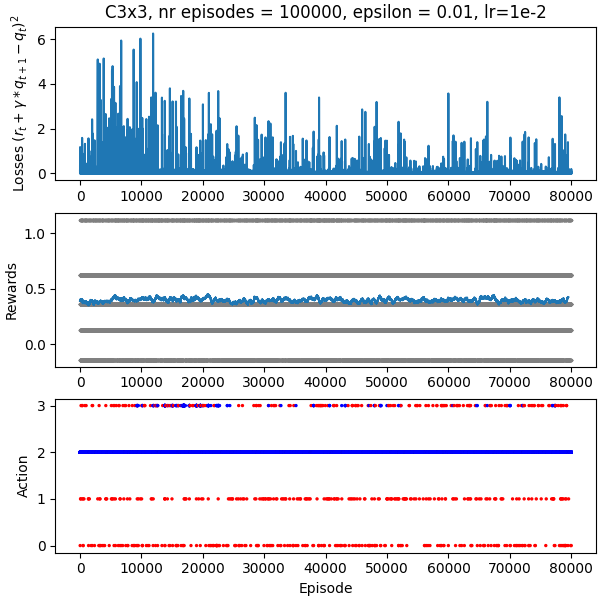 C3x3, nr episodes = 100000, epsilon = 0.01, lr=1e-2
Losses $(r_t + \gamma * q_{t+1} - q_t)^2$
6
4
2
0
0 10000 20000 30000 40000 50000 60000 70000 80000
Rewards
1.0
0.5
0.0
0 10000 20000 30000 40000 50000 60000 70000 80000
Action
3
2
1
0
0 10000 20000 30000 40000 50000 60000 70000 80000
Episode